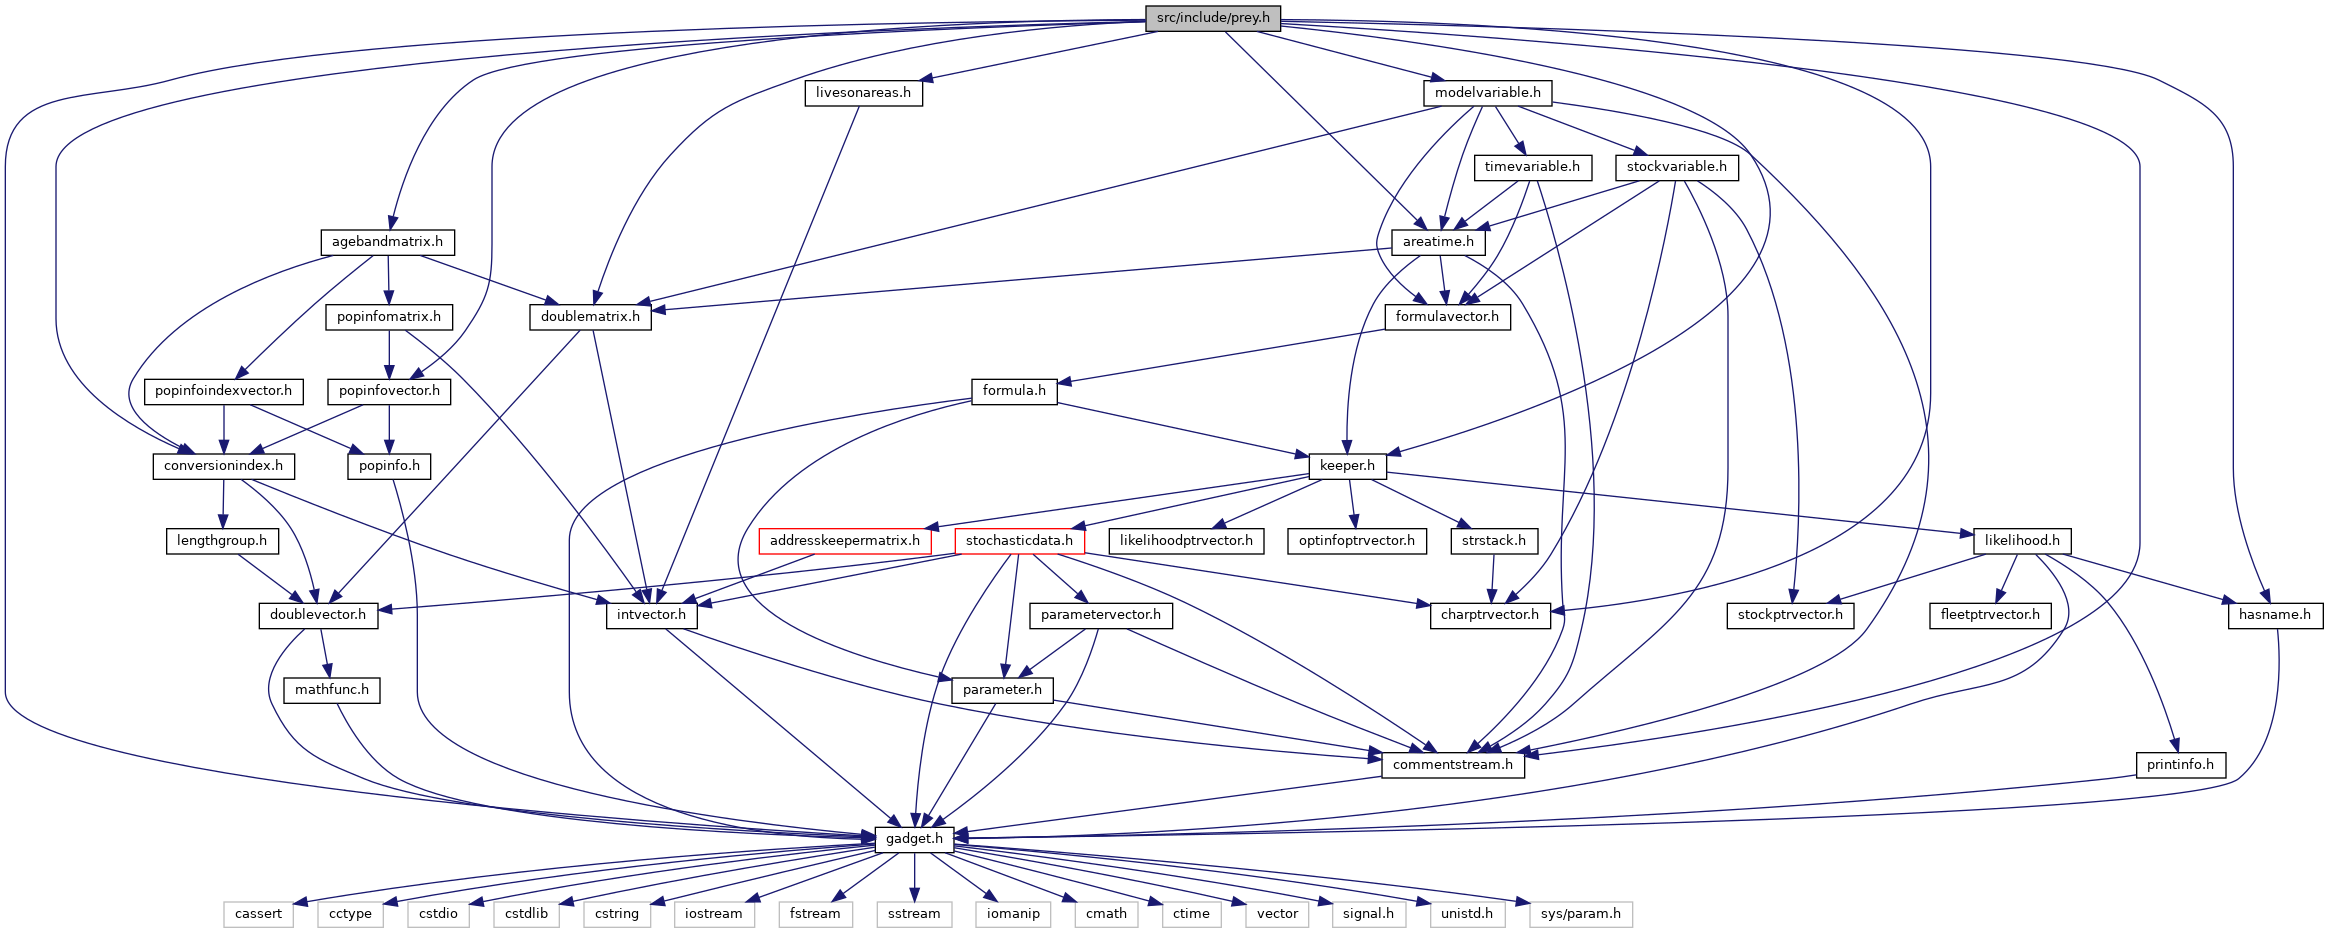 src/include/prey.h
livesonareas.h
modelvariable.h
timevariable.h
stockvariable.h
agebandmatrix.h
areatime.h
popinfomatrix.h
doublematrix.h
formulavector.h
popinfoindexvector.h
popinfovector.h
formula.h
conversionindex.h
popinfo.h
keeper.h
lengthgroup.h
addresskeepermatrix.h
stochasticdata.h
likelihoodptrvector.h
optinfoptrvector.h
strstack.h
likelihood.h
doublevector.h
intvector.h
parametervector.h
charptrvector.h
stockptrvector.h
fleetptrvector.h
hasname.h
mathfunc.h
parameter.h
commentstream.h
printinfo.h
gadget.h
cassert
cctype
cstdio
cstdlib
cstring
iostream
fstream
sstream
iomanip
cmath
ctime
vector
signal.h
unistd.h
sys/param.h